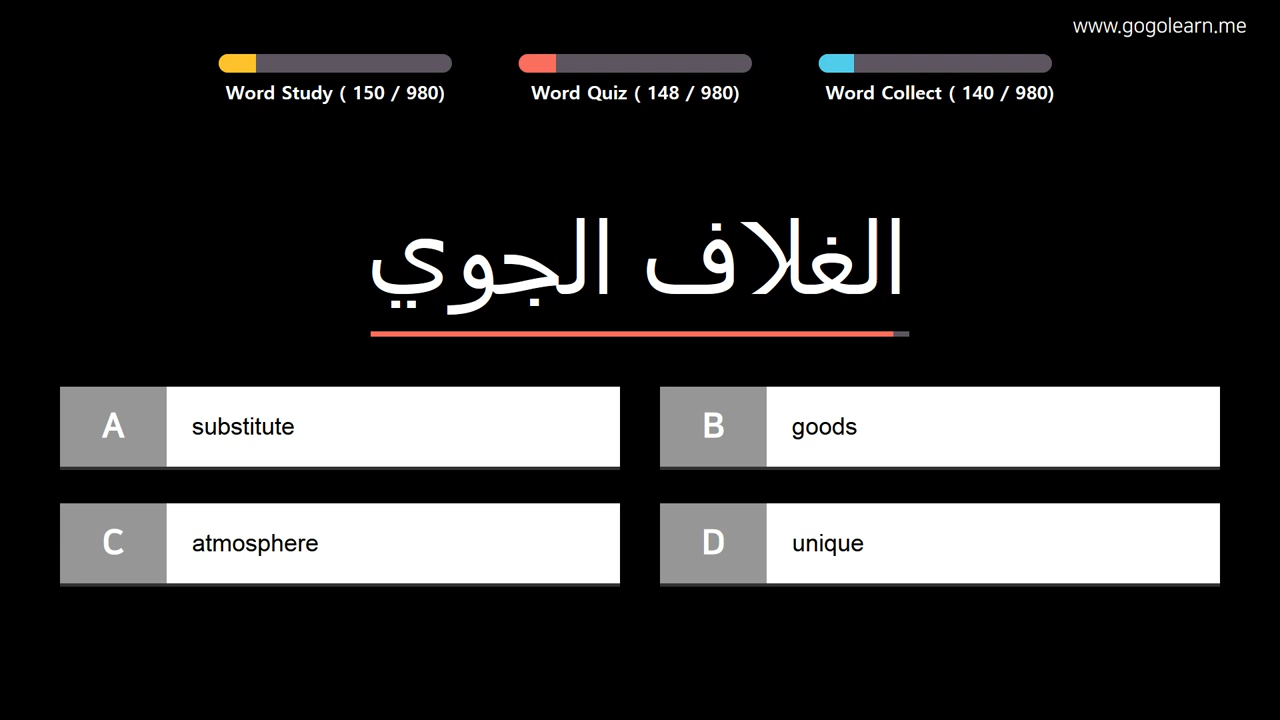 www.gogolearn.me
Word Study ( 150 / 980)
Word Quiz ( 148 / 980)
Word Collect ( 140 / 980)
الغلاف الجوي
A substitute
B goods
C atmosphere
D unique